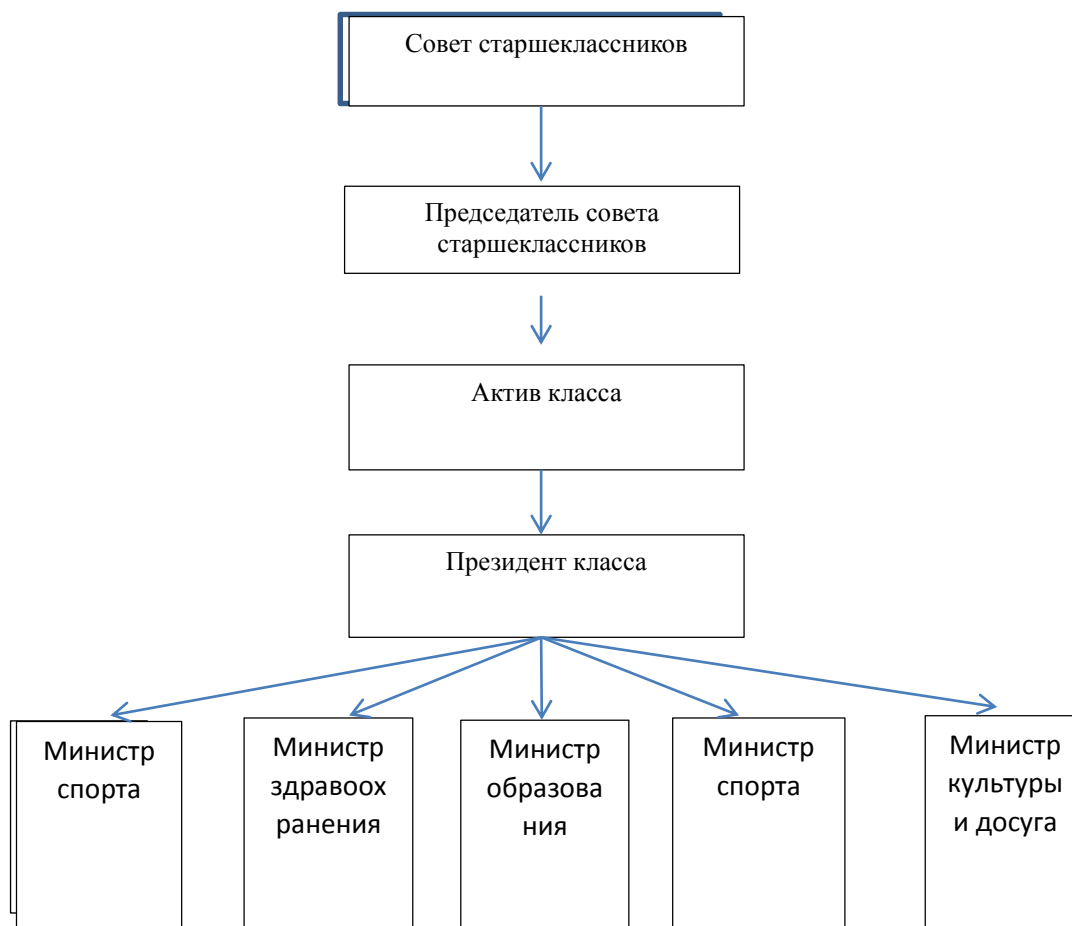 Совет старшеклассников
Председатель совета
старшеклассников
Актив класса
Президент класса
Министр
спорта
Министр
здравоох
ранения
Министр
образова
ния
Министр
спорта
Министр
культуры
и досуга